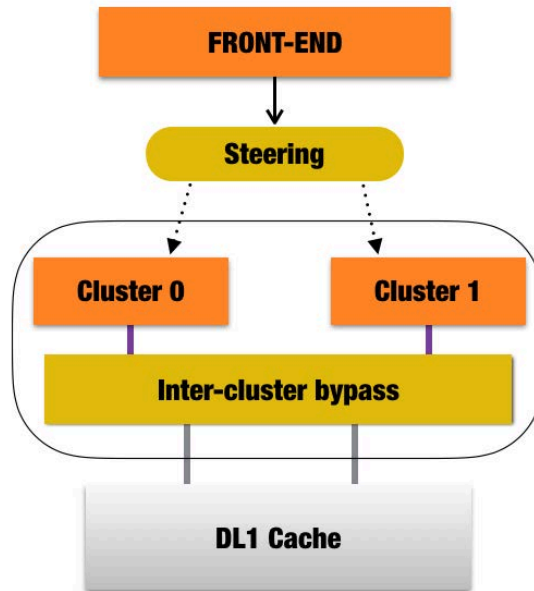 FRONT-END
Steering
Cluster 0
Cluster 1
Inter-cluster bypass
DL1 Cache